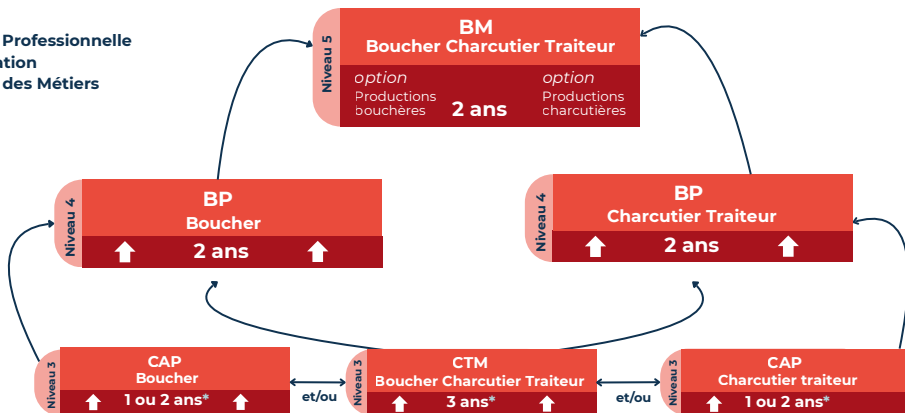 Professionnelle
des Métiers
Niveau 5
BM
Boucher Charcutier Traiteur
option
Productions
bouchères
2 ans
option
Productions
charcutières
Niveau 4
BP
Boucher
2 ans
Niveau 4
BP
Charcutier Traiteur
2 ans
Niveau 3
CAP
Boucher
1 ou 2 ans*
et/ou
Niveau 3
CTM
Boucher Charcutier Traiteur
3 ans*
et/ou
Niveau 3
CAP
Charcutier traiteur
1 ou 2 ans*